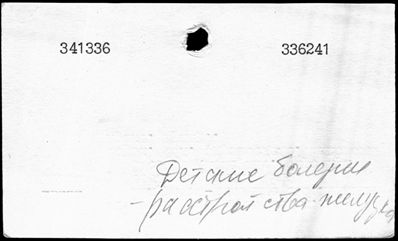 341336 336241
Детские болезни
- расстройства желудка